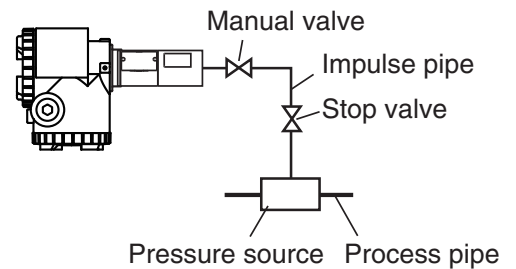 Manual valve
Impulse pipe
Stop valve
Pressure source
Process pipe